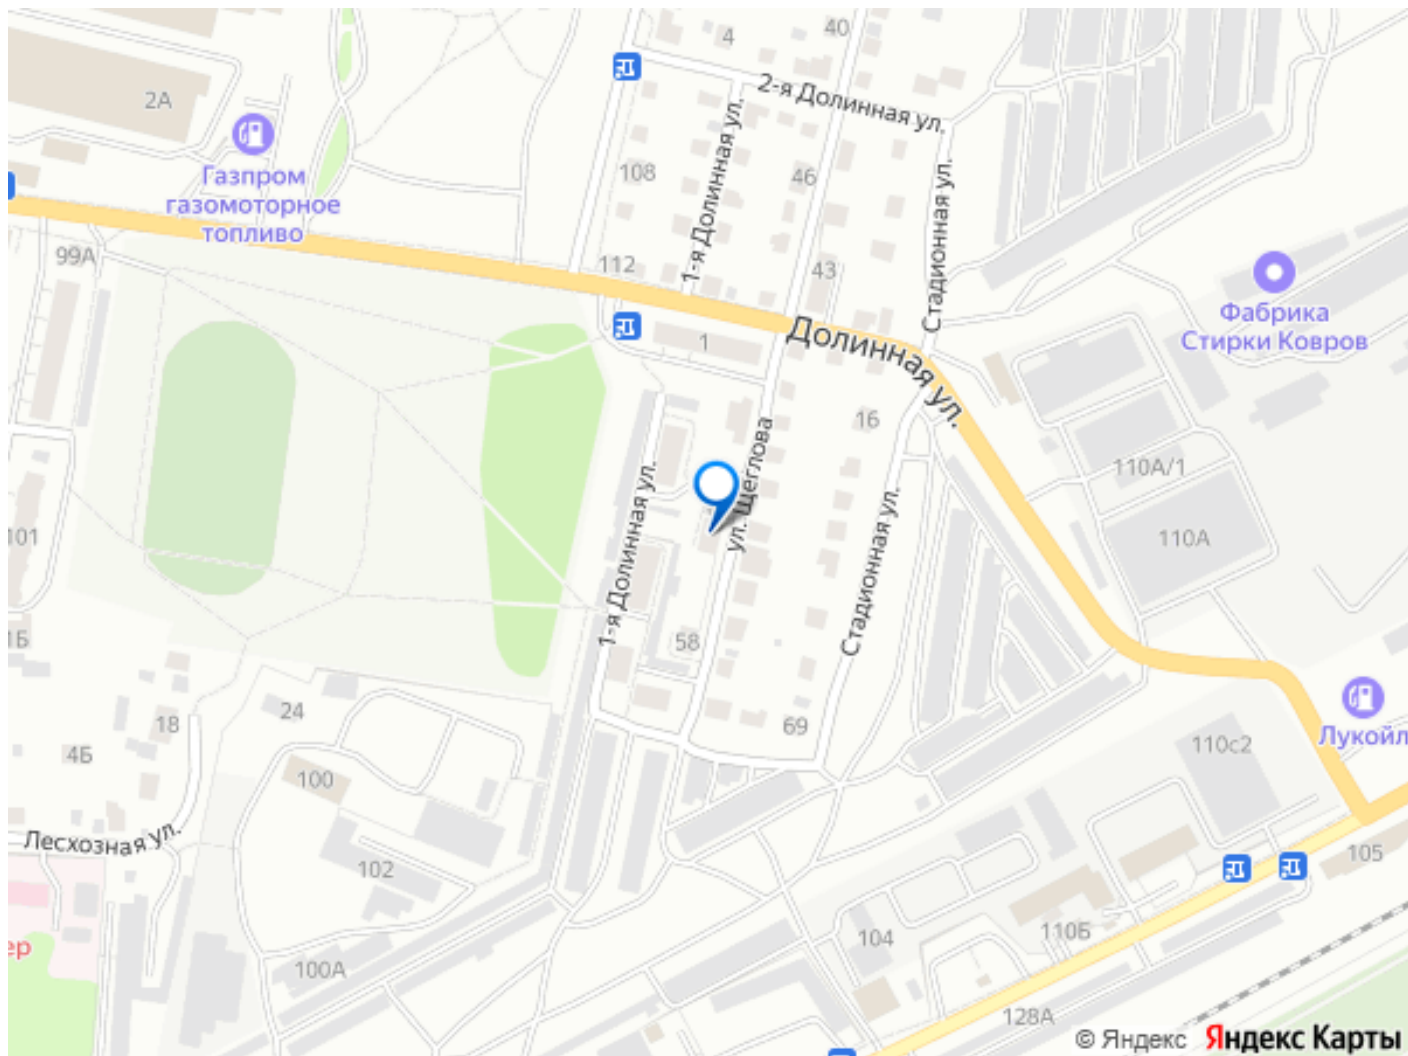 40
4
2-я Долинная ул.
2А
1-я Долинная ул.
108
46
Стадионная ул.
Газпром
газомоторное
топливо
99А
112
43
Фабрика
Стирки Ковров
1
Долинная ул.
16
ул. Щеглова
110А/1
101
1-я Долинная ул.
110А
Стадионная ул.
1Б
58
24
18
69
4Б
Лукойл
110с2
100
Лесхозная ул.
102
105
ер
104
110Б
100А
128А
© Яндекс Яндекс Карты